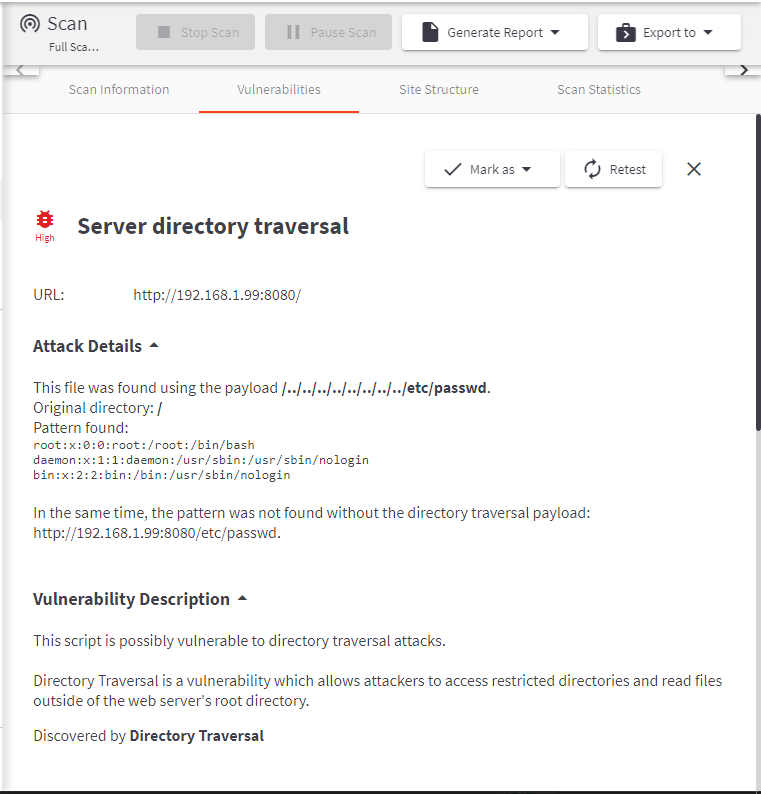 Scan
Full Sca...
Stop Scan
Pause Scan
Generate Report
Export to
Scan Information
Vulnerabilities
Site Structure
Scan Statistics
Mark as
Retest
High
Server directory traversal
URL: http://192.168.1.99:8080/
Attack Details
This file was found using the payload /../../../../../../../../etc/passwd.
Original directory: /
Pattern found:
root:x:0:0:root:/root:/bin/bash
daemon:x:1:1:daemon:/usr/sbin:/usr/sbin/nologin
bin:x:2:2:bin:/bin:/usr/sbin/nologin
In the same time, the pattern was not found without the directory traversal payload:
http://192.168.1.99:8080/etc/passwd.
Vulnerability Description
This script is possibly vulnerable to directory traversal attacks.
Directory Traversal is a vulnerability which allows attackers to access restricted directories and read files
outside of the web server's root directory.
Discovered by Directory Traversal